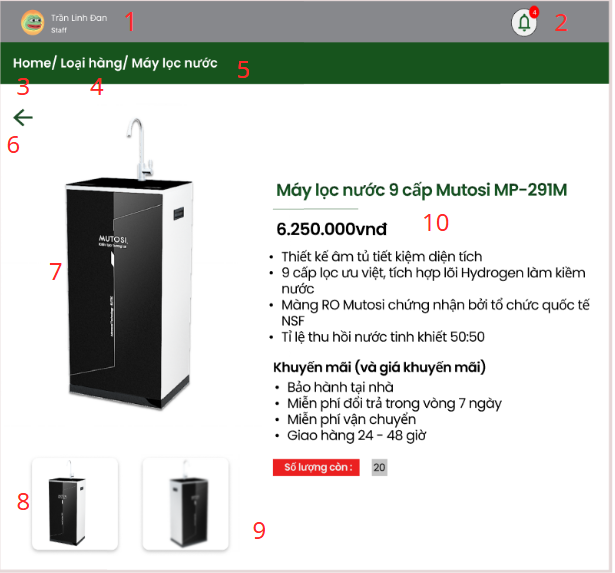 Trần Linh Đan 1
Staff
4
2
Home/ Loại hàng/ Máy lọc nước 5
3 4
6
Máy lọc nước 9 cấp Mutosi MP-291M
6.250.000vnđ 10
MUTOSI
7
• Thiết kế âm tủ tiết kiệm diện tích
• 9 cấp lọc ưu việt, tích hợp lõi Hydrogen làm kiềm
nước
• Màng RO Mutosi chứng nhận bởi tổ chức quốc tế
NSF
• Tỉ lệ thu hồi nước tinh khiết 50:50
Khuyến mãi (và giá khuyến mãi)
• Bảo hành tại nhà
• Miễn phí đổi trả trong vòng 7 ngày
• Miễn phí vận chuyển
• Giao hàng 24 - 48 giờ
Số lượng còn : 20
8
MUTOSI
9